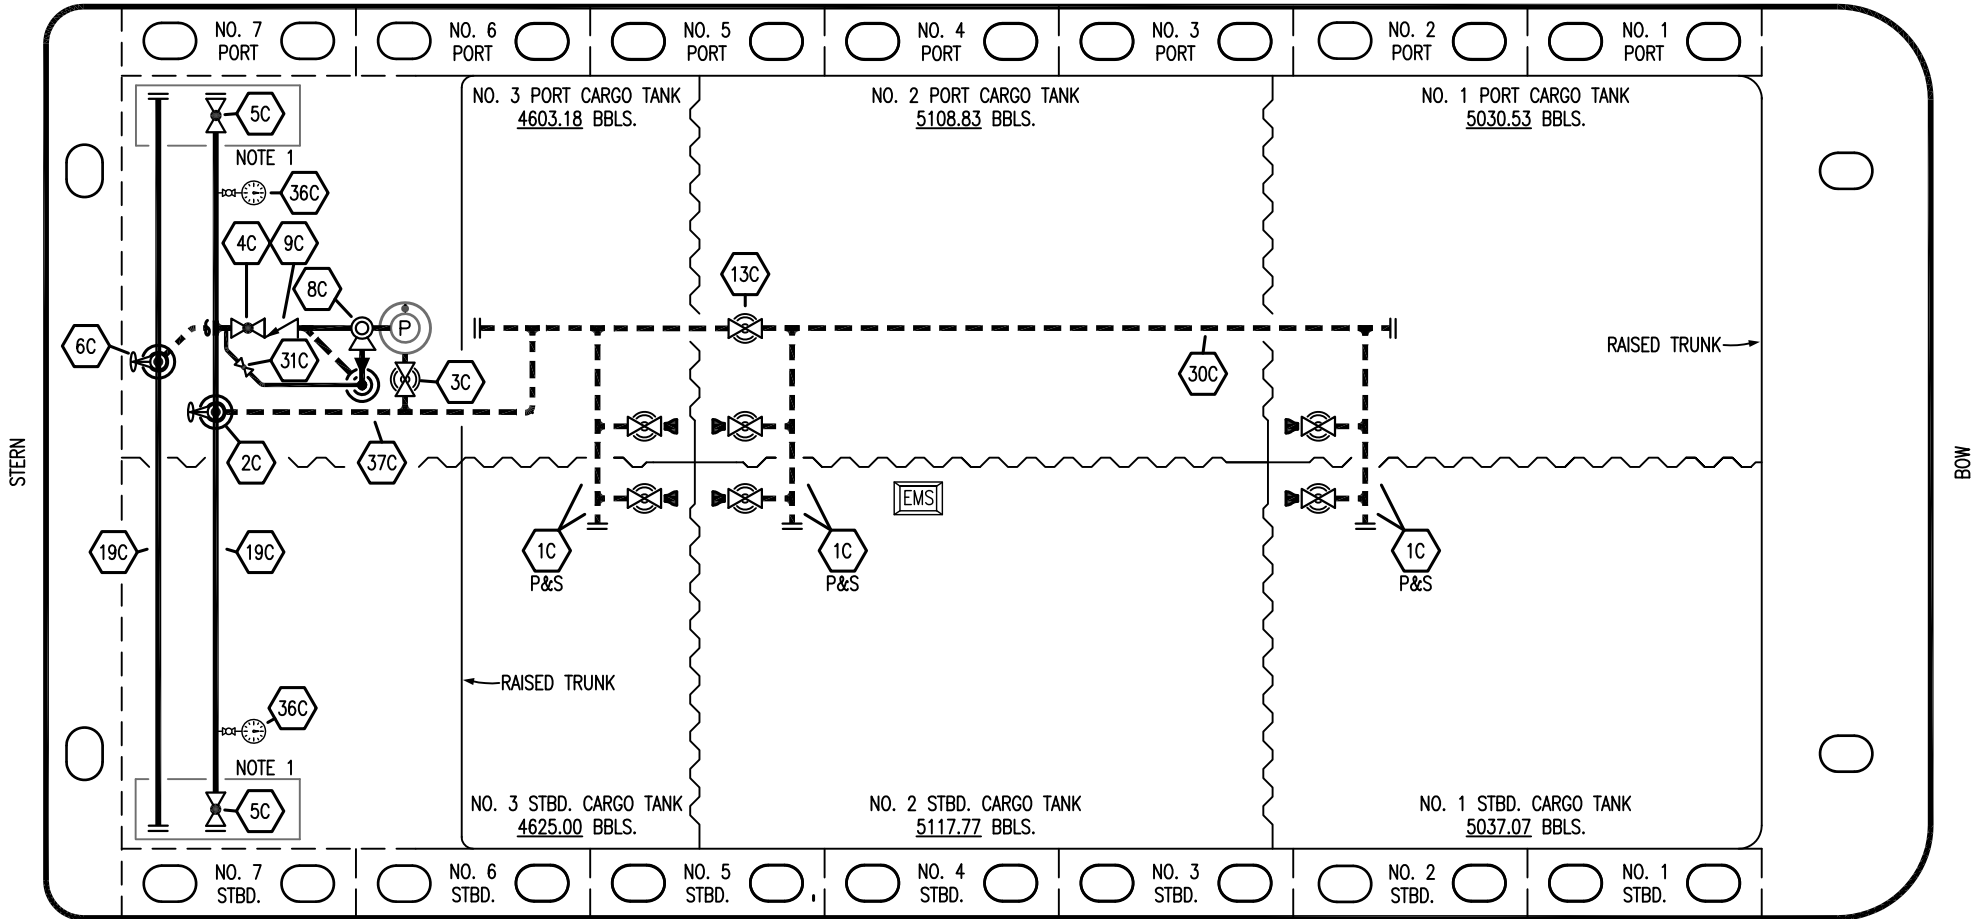 NO. 7
PORT
NO. 6
PORT
NO. 5
PORT
NO. 4
PORT
NO. 3
PORT
NO. 2
PORT
NO. 1
PORT
NO. 3 PORT CARGO TANK
4603.18 BBLS.
NO. 2 PORT CARGO TANK
5108.83 BBLS.
NO. 1 PORT CARGO TANK
5030.53 BBLS.
5C
NOTE 1
36C
4C
9C
8C
13C
P
6C
31C
3C
30C
RAISED TRUNK
2C
37C
STERN
BOW
EMS
19C
19C
1C
P&S
1C
P&S
1C
P&S
RAISED TRUNK
36C
NOTE 1
5C
NO. 3 STBD. CARGO TANK
4625.00 BBLS.
NO. 2 STBD. CARGO TANK
5117.77 BBLS.
NO. 1 STBD. CARGO TANK
5037.07 BBLS.
NO. 7
STBD.
NO. 6
STBD.
NO. 5
STBD.
NO. 4
STBD.
NO. 3
STBD.
NO. 2
STBD.
NO. 1
STBD.